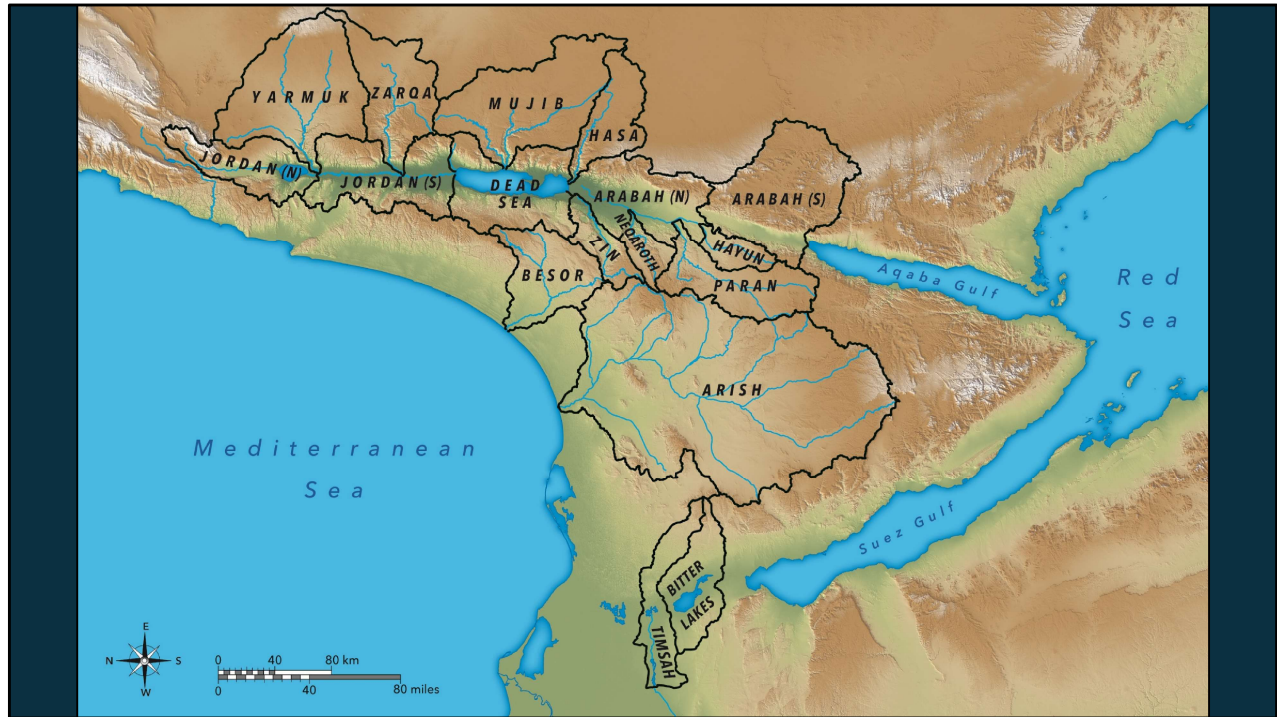 YARMUK
ZARQA
MUJIB
HASA
JORDAN (N)
JORDAN (S)
DEAD
SEA
ARABAH (N)
ARABAH (S)
ZIN
NEQAROTH
HAYUN
BESOR
PARAN
Aqaba Gulf
Red
Sea
ARISH
Mediterranean
Sea
Suez Gulf
BITTER
LAKES
TIMSAH
E
N
S
W
0 40 80 km
0 40 80 miles